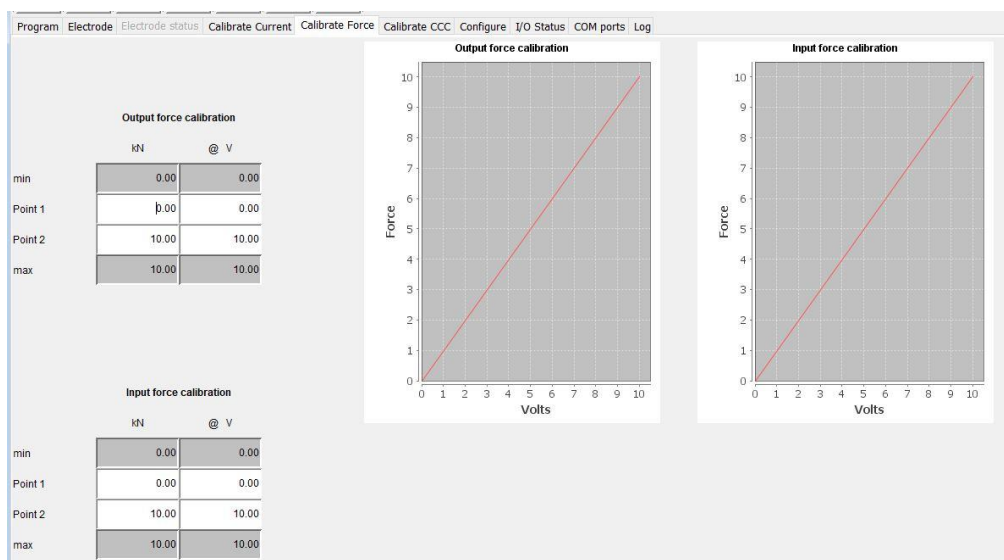 Program Electrode Electrode status Calibrate Current Calibrate Force Calibrate CCC Configure I/O Status COM ports Log
Output force calibration
kN @ V
min 0.00 0.00
Point 1 0.00 0.00
Point 2 10.00 10.00
max 10.00 10.00
Input force calibration
kN @ V
min 0.00 0.00
Point 1 0.00 0.00
Point 2 10.00 10.00
max 10.00 10.00
Output force calibration
10
9
8
7
6
5
4
3
2
1
0
Force
0 1 2 3 4 5 6 7 8 9 10
Volts
Input force calibration
10
9
8
7
6
5
4
3
2
1
0
Force
0 1 2 3 4 5 6 7 8 9 10
Volts